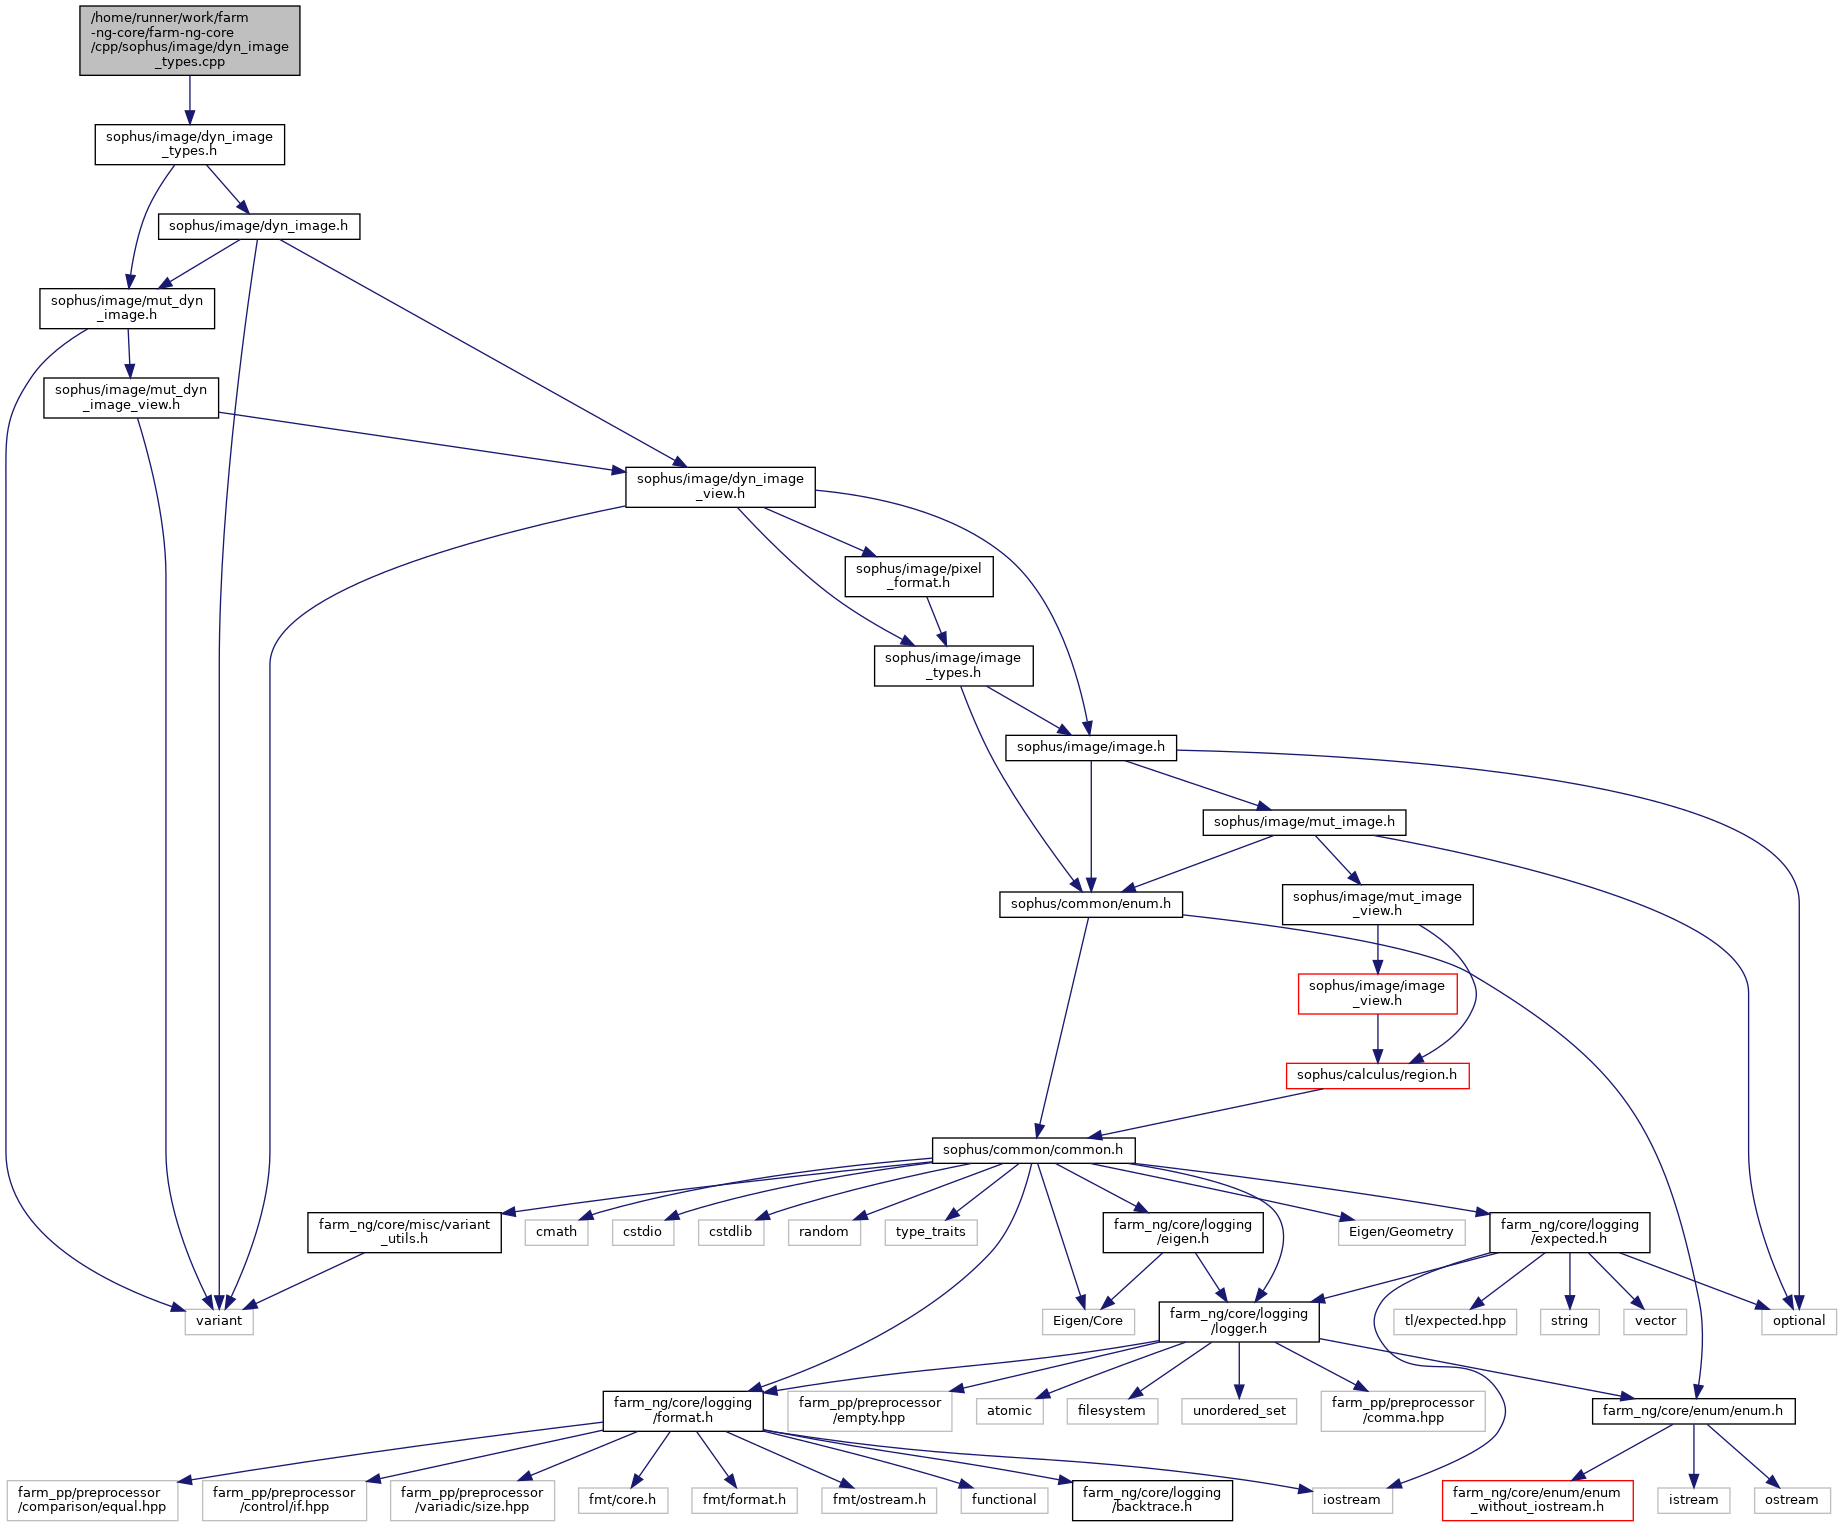 /home/runner/work/farm
-ng-core/farm-ng-core
/cpp/sophus/image/dyn_image
_types.cpp
sophus/image/dyn_image
_types.h
sophus/image/dyn_image.h
sophus/image/mut_dyn
_image.h
sophus/image/mut_dyn
_image_view.h
sophus/image/dyn_image
_view.h
sophus/image/pixel
_format.h
sophus/image/image
_types.h
sophus/image/image.h
sophus/image/mut_image.h
sophus/common/enum.h
sophus/image/mut_image
_view.h
sophus/image/image
_view.h
sophus/calculus/region.h
sophus/common/common.h
farm_ng/core/misc/variant
_utils.h
cmath
cstdio
cstdlib
random
type_traits
farm_ng/core/logging
/eigen.h
Eigen/Geometry
farm_ng/core/logging
/expected.h
variant
Eigen/Core
farm_ng/core/logging
/logger.h
tl/expected.hpp
string
vector
optional
farm_ng/core/logging
/format.h
farm_pp/preprocessor
/empty.hpp
atomic
filesystem
unordered_set
farm_pp/preprocessor
/comma.hpp
farm_ng/core/enum/enum.h
farm_pp/preprocessor
/comparison/equal.hpp
farm_pp/preprocessor
/control/if.hpp
farm_pp/preprocessor
/variadic/size.hpp
fmt/core.h
fmt/format.h
fmt/ostream.h
functional
farm_ng/core/logging
/backtrace.h
iostream
farm_ng/core/enum/enum
_without_iostream.h
istream
ostream